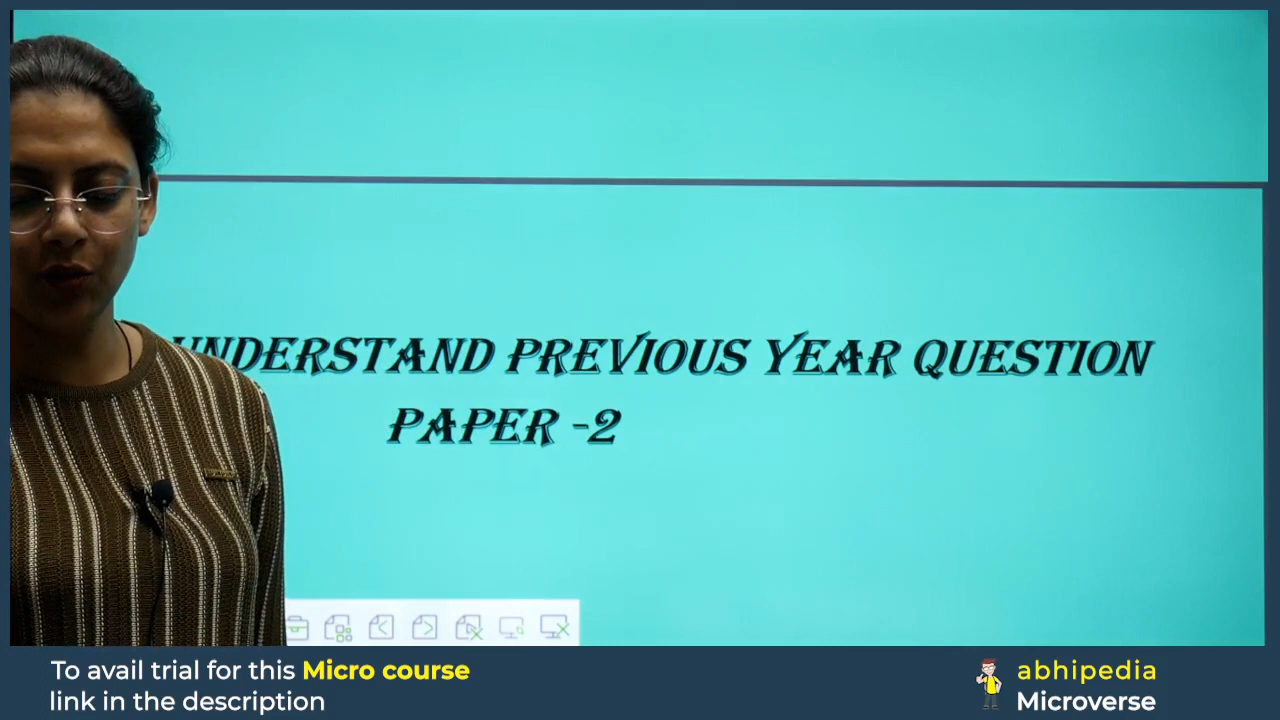 UNDERSTAND PREVIOUS YEAR QUESTION
PAPER -2
To avail trial for this Micro course
link in the description
abhipedia
Microverse